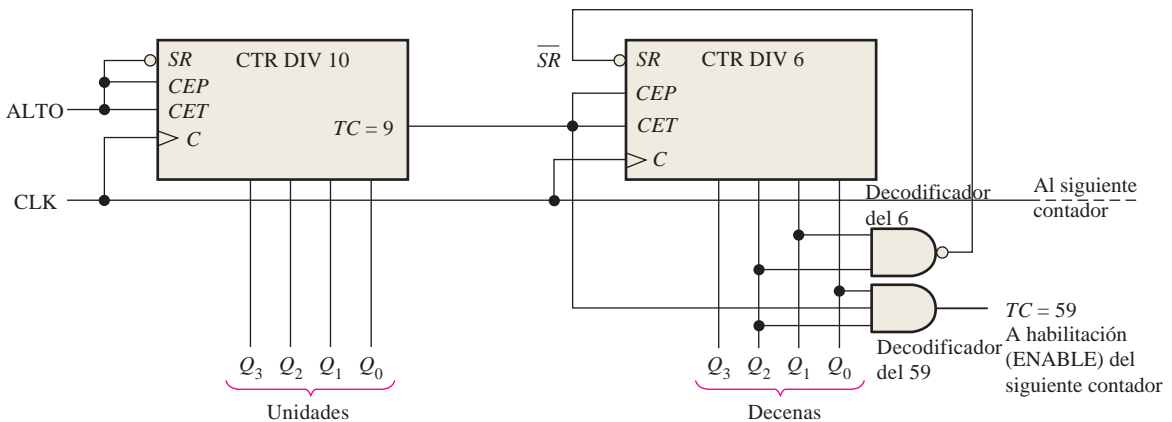 ALTO
CLK
SR
CTR DIV 10
CEP
CET
C
TC = 9
Q3 Q2 Q1 Q0
Unidades
SR
SR
CTR DIV 6
CEP
CET
C
Q3 Q2 Q1 Q0
Decenas
Decodificador
del 6
Al siguiente
contador
Decodificador
del 59
TC = 59
A habilitación
(ENABLE) del
siguiente contador